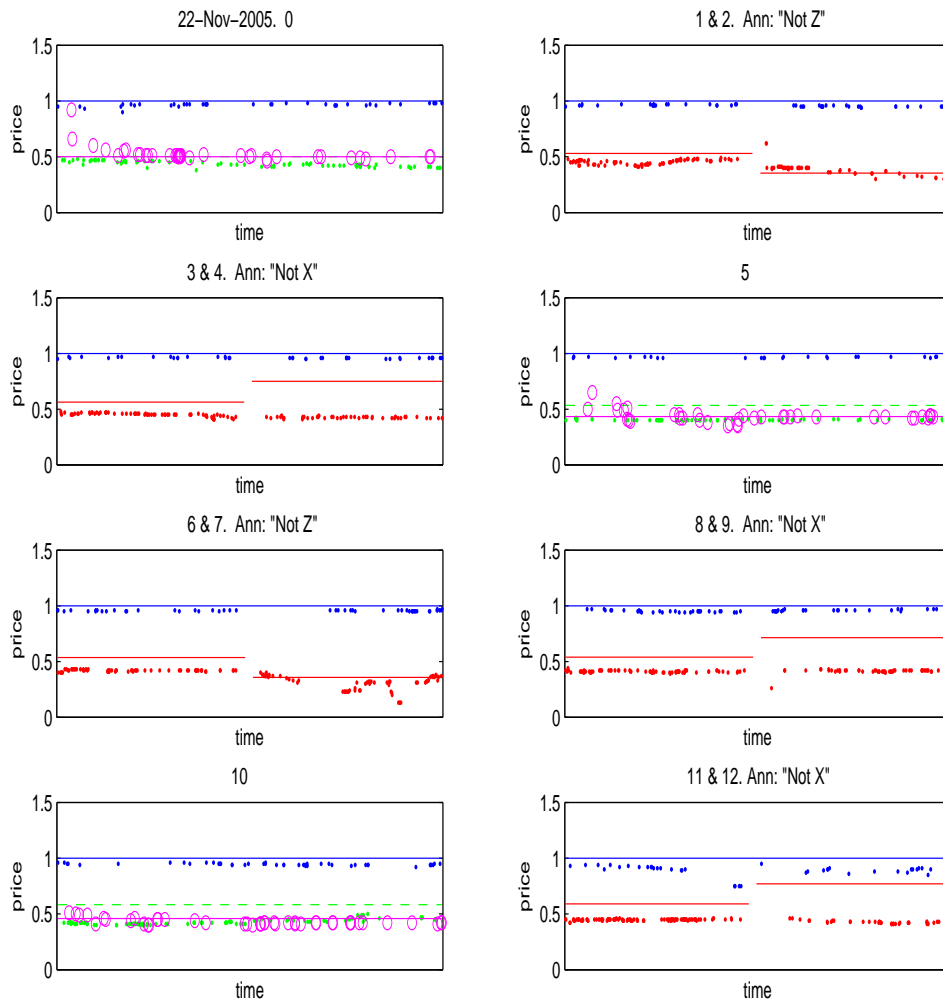 22–Nov–2005. 0
1.5
1
0.5
0
price
time
1 & 2. Ann: "Not Z"
1.5
1
0.5
0
price
time
3 & 4. Ann: "Not X"
1.5
1
0.5
0
price
time
5
1.5
1
0.5
0
price
time
6 & 7. Ann: "Not Z"
1.5
1
0.5
0
price
time
8 & 9. Ann: "Not X"
1.5
1
0.5
0
price
time
10
1.5
1
0.5
0
price
time
11 & 12. Ann: "Not X"
1.5
1
0.5
0
price
time